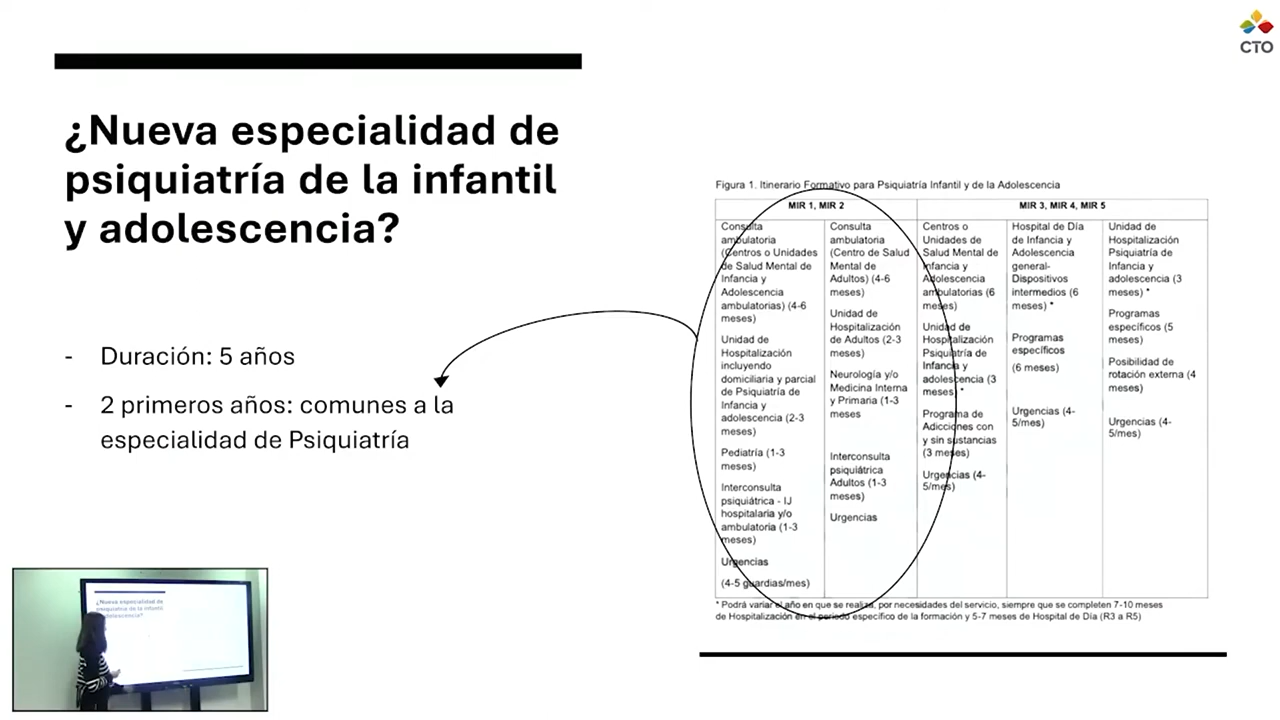 CTO
¿Nueva especialidad de
psiquiatría de la infantil
y adolescencia?
- Duración: 5 años
- 2 primeros años: comunes a la
especialidad de Psiquiatría
Figura 1. Itinerario Formativo para Psiquiatría Infantil y de la Adolescencia
MIR 1, MIR 2
Consulta
ambulatoria
(Centros o Unidades
de Salud Mental de
Infancia y
Adolescencia
ambulatorias) (4-6
meses)
Unidad de
Hospitalización
incluyendo
domiciliaria y parcial
de Psiquiatría de
Infancia y
adolescencia (2-3
meses)
Pediatría (1-3
meses)
Interconsulta
psiquiátrica - IJ
hospitalaria y/o
ambulatoria (1-3
meses)
Urgencias
(4-5 guardias/mes)
Consulta
ambulatoria
(Centro de Salud
Mental de
Adultos) (4-6
meses)
Unidad de
Hospitalización
de Adultos (2-3
meses)
Neurología y/o
Medicina Interna
y Primaria (1-3
meses
Interconsulta
psiquiátrica
Adultos (1-3
meses)
Urgencias
MIR 3, MIR 4, MIR 5
Centros o
Unidades de
Salud Mental de
Infancia y
Adolescencia
ambulatorias (6
meses)
Unidad de
Hospitalización
Psiquiatría de
Infancia y
adolescencia (3
meses) *
Programa de
Adicciones con
y sin sustancias
(3 meses)
Urgencias (4-
5/mes)
Hospital de Día
de Infancia y
Adolescencia
general-
Dispositivos
intermedios (6
meses) *
Programas
específicos
(6 meses)
Urgencias (4-
5/mes)
Unidad de
Hospitalización
Psiquiatría de
Infancia y
adolescencia (3
meses) *
Programas
específicos (5
meses)
Posibilidad de
rotación externa (4
meses)
Urgencias (4-
5/mes)
* Podrá variar el año en que se realiza, por necesidades del servicio, siempre que se completen 7-10 meses
de Hospitalización en el periodo específico de la formación y 5-7 meses de Hospital de Día (R3 a R5)
¿Nueva especialidad de
psiquiatría de la infantil
adolescencia?